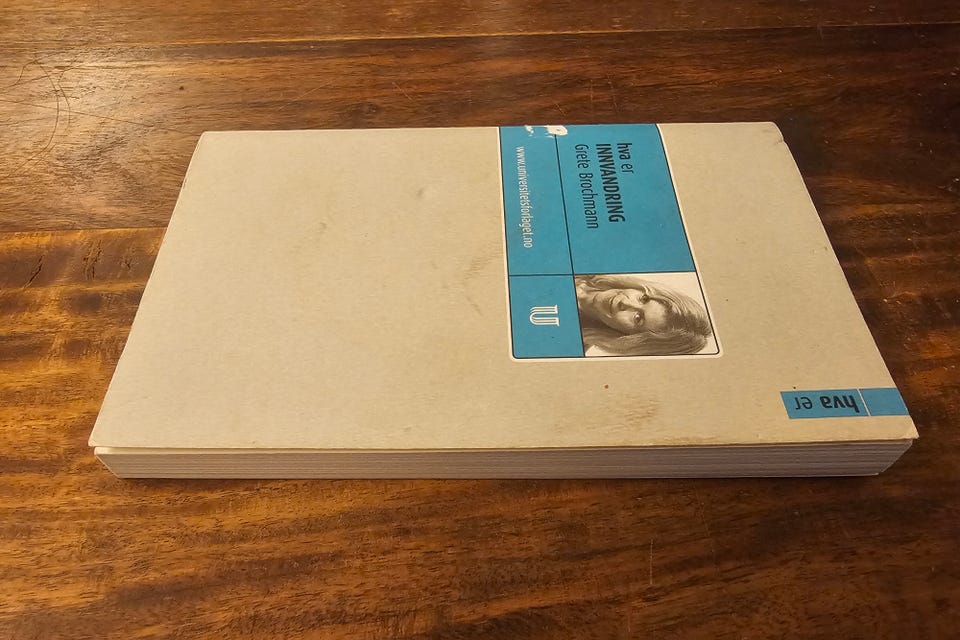 hva er
INNVANDRING
Grete Brochmann
www.universitetsforlaget.no
U
hva er